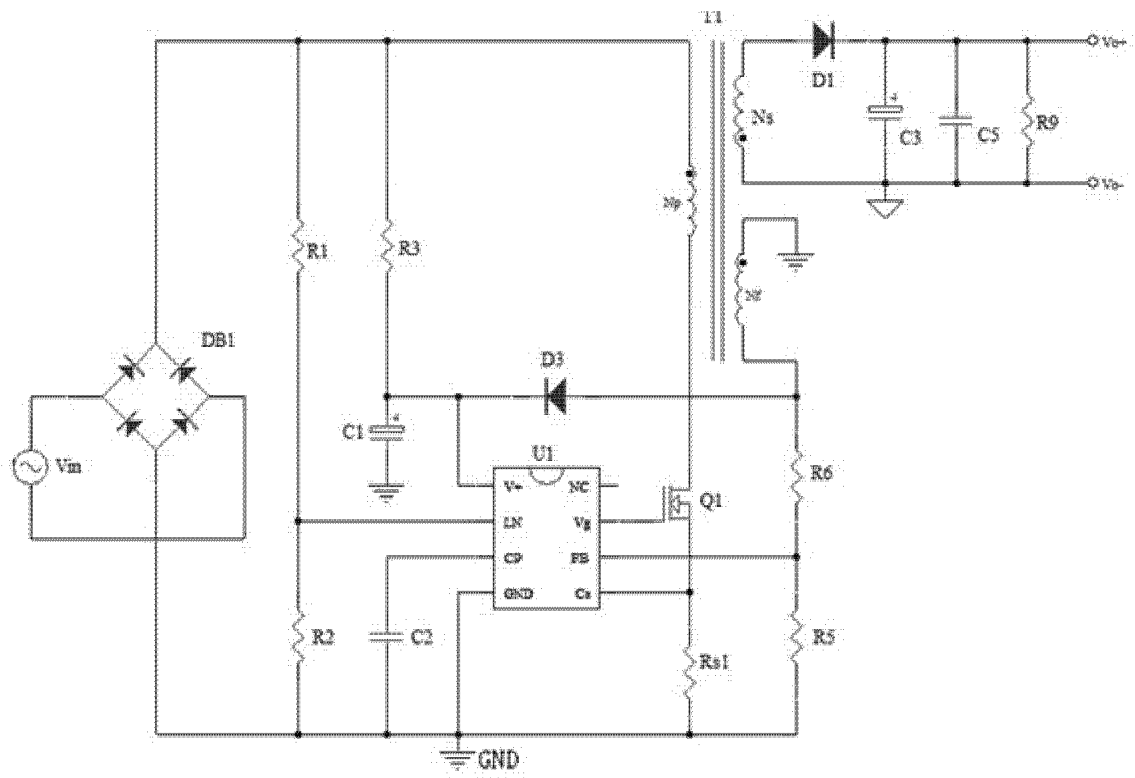 T1
Vo+
D1
Ns
C3
C5
R9
Vo-
Np
R1
R3
Nf
DB1
D3
C1
U1
Vin
V+
NC
Q1
R6
LN
Vg
CP
FB
GND
Cs
R2
C2
Rs1
R5
GND